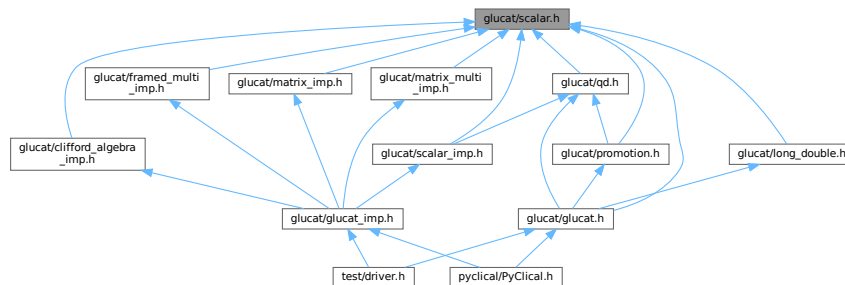 glucat/scalar.h
glucat/framed_multi
_imp.h
glucat/matrix_imp.h
glucat/matrix_multi
_imp.h
glucat/qd.h
glucat/clifford_algebra
_imp.h
glucat/scalar_imp.h
glucat/promotion.h
glucat/long_double.h
glucat/glucat_imp.h
glucat/glucat.h
test/driver.h
pyclical/PyClical.h